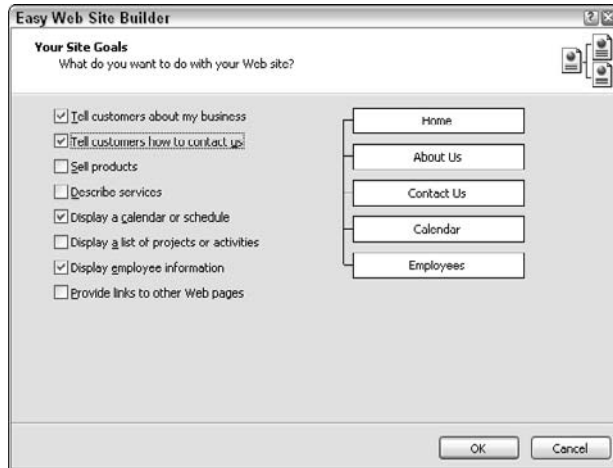 Easy Web Site Builder
Your Site Goals
What do you want to do with your Web site?
Tell customers about my business
Tell customers how to contact us
Sell products
Describe services
Display a calendar or schedule
Display a list of projects or activities
Display employee information
Provide links to other Web pages
Home
About Us
Contact Us
Calendar
Employees
OK
Cancel